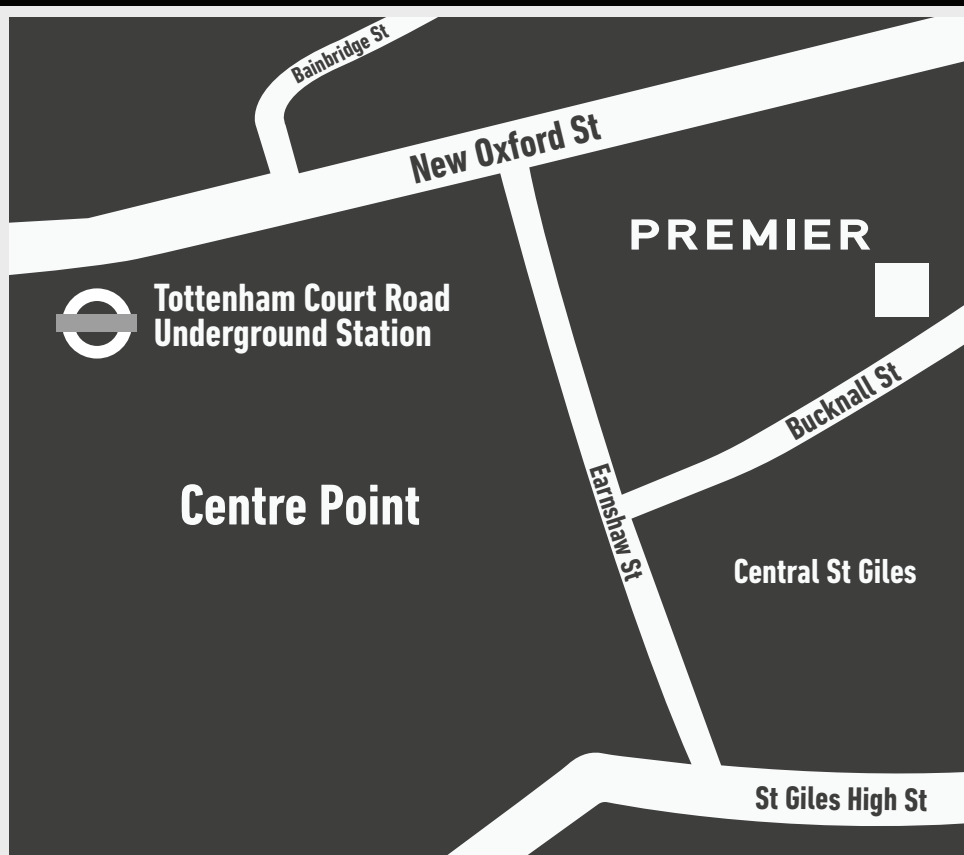 Bainbridge St
New Oxford St
PREMIER
Tottenham Court Road
Underground Station
Bucknall St
Centre Point
Earnshaw St
Central St Giles
St Giles High St